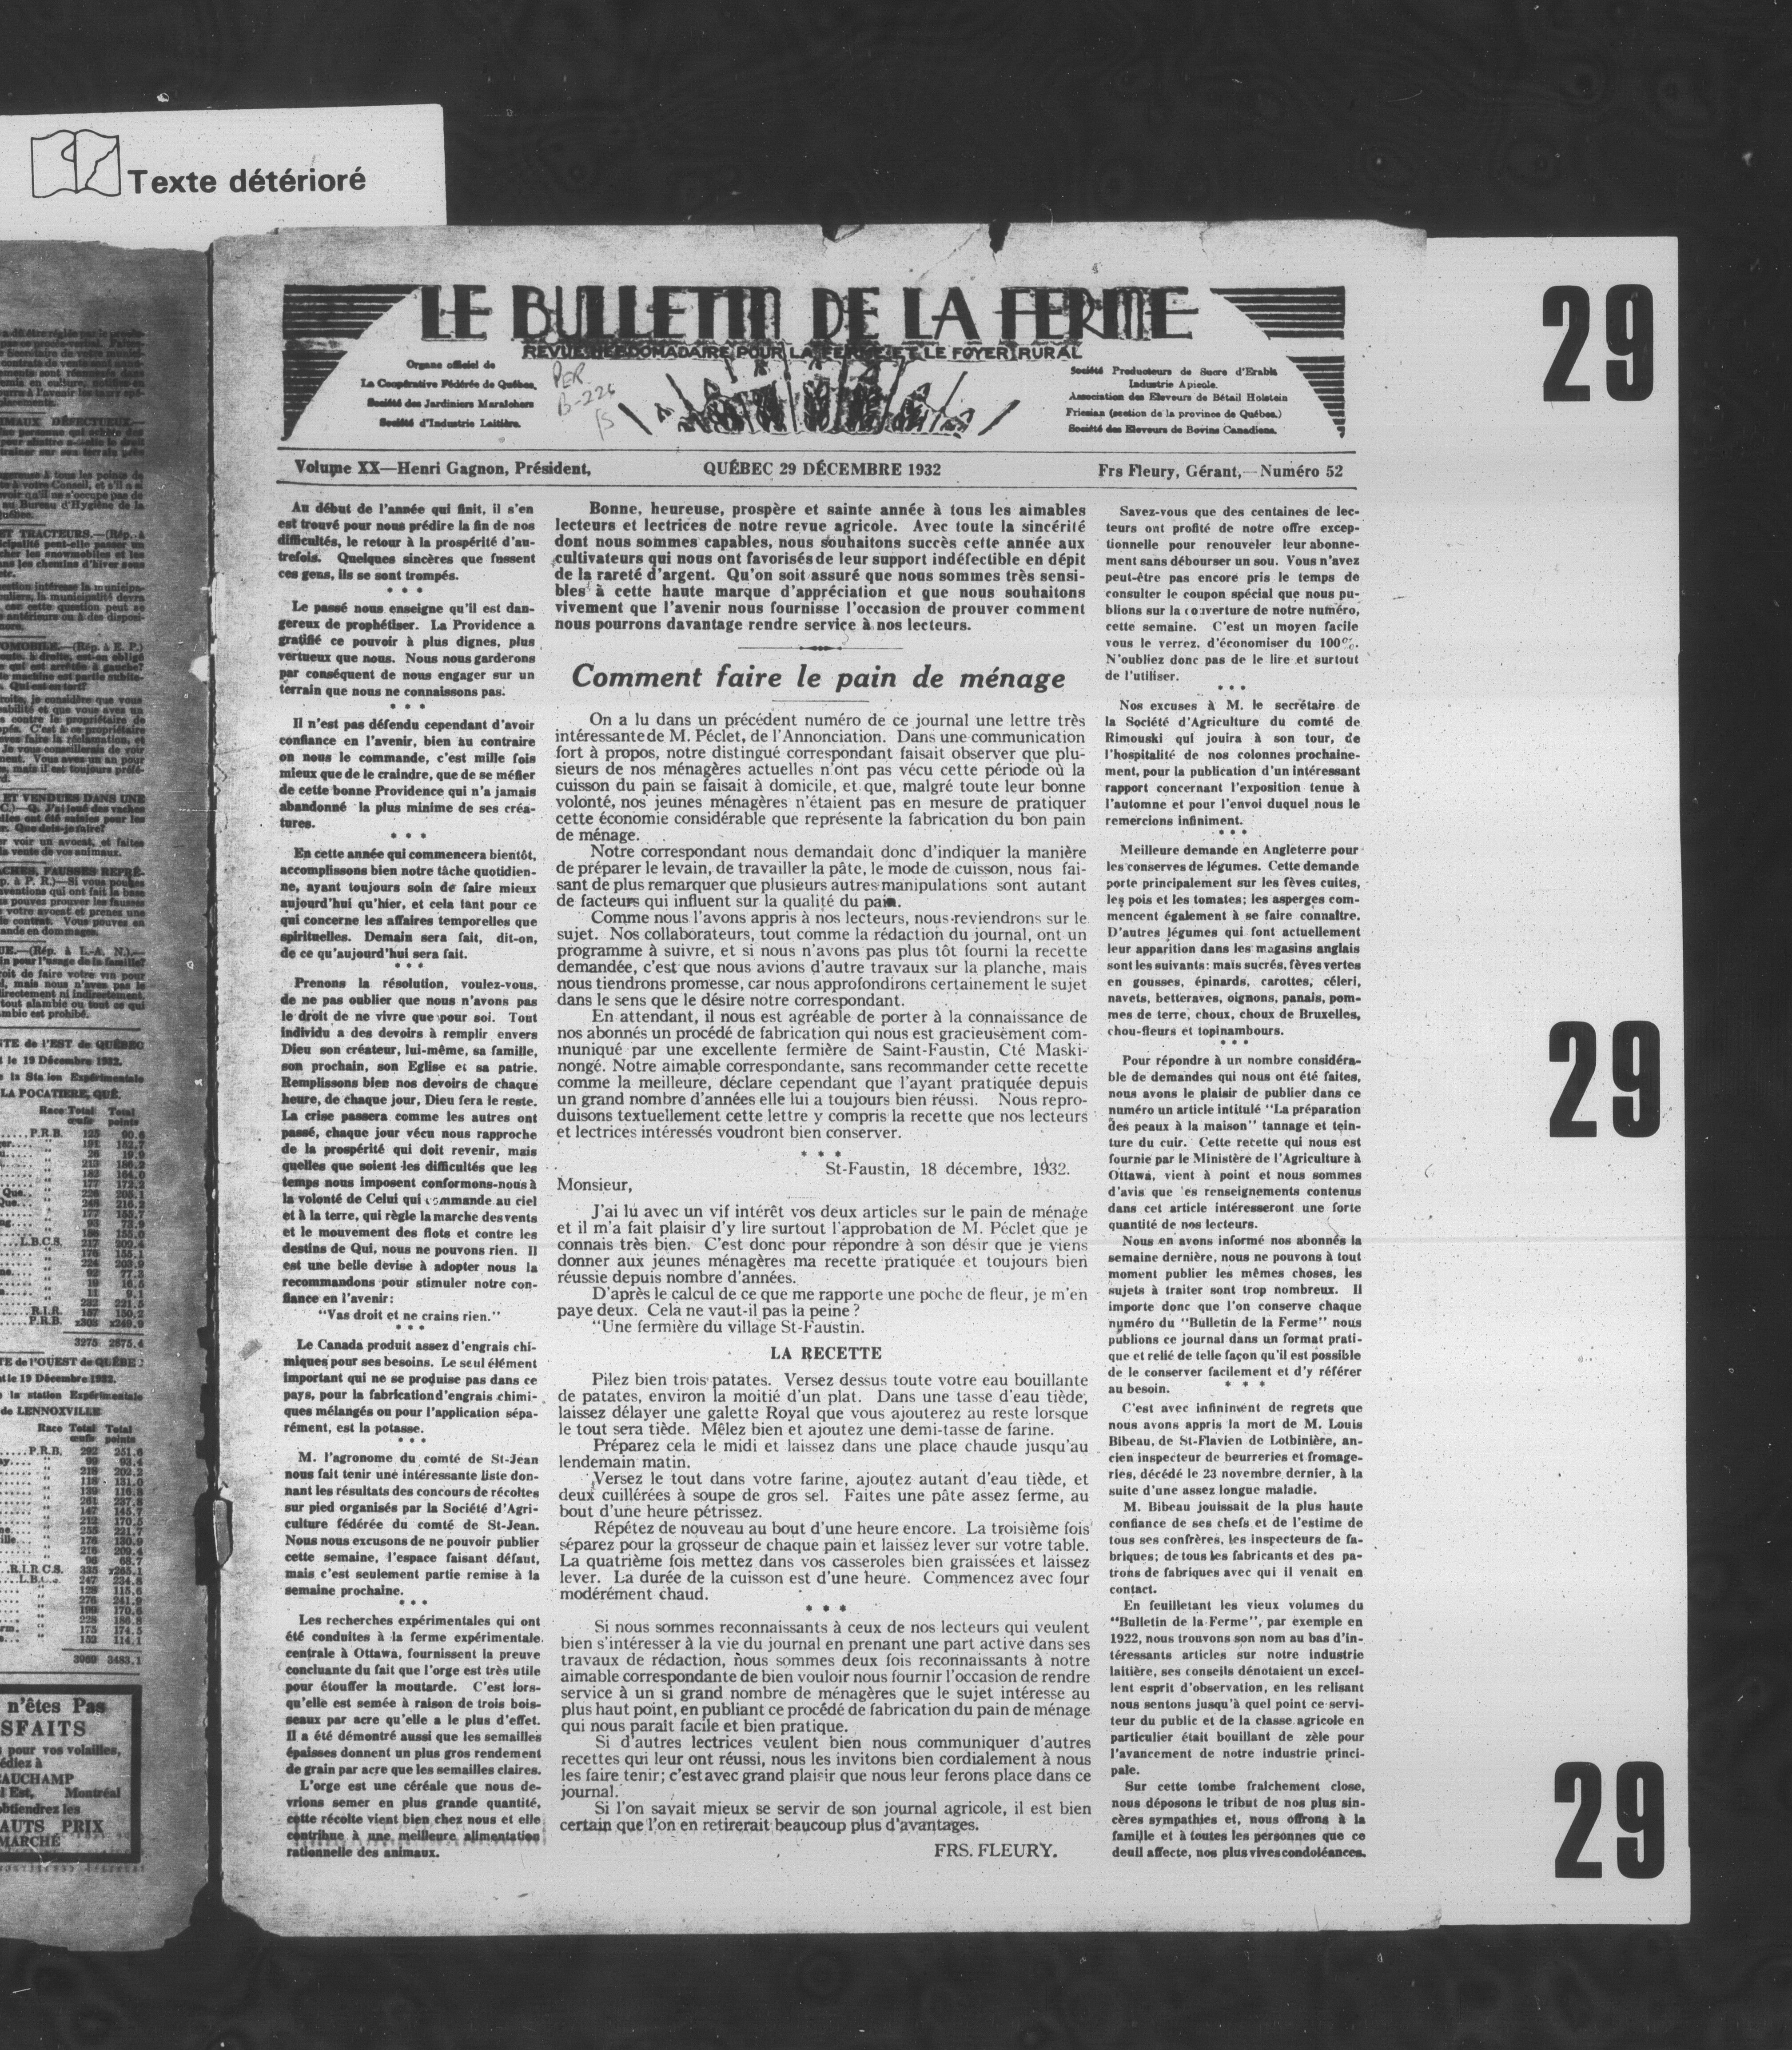 Texte détérioré
LE BULLETIN DE LA FERME
REVUE HEBDOMADAIRE POUR LA FERME ET LE FOYER RURAL
Organe officiel de
La Coopérative Fédérée de Québec,
Société des Jardiniers Maraîchers
Société d'Industrie Laitière.
PER
B-226
Société Producteurs de Sucre d'Erable
Industrie Apicole.
Association des Eleveurs de Bétail Holstein
Friesian (section de la province de Québec.)
Société des Eleveurs de Bovins Canadiens.
Volume XX—Henri Gagnon, Président,
QUÉBEC 29 DÉCEMBRE 1932
Frs Fleury, Gérant,—Numéro 52
Au début de l'année qui finit, il s'en
est trouvé pour nous prédire la fin de nos
difficultés, le retour à la prospérité d'au-
trefois. Quelques sincères que fussent
ces gens, ils se sont trompés.
* * *
Le passé nous enseigne qu'il est dan-
gereux de prophétiser. La Providence a
gratifié ce pouvoir à plus dignes, plus
vertueux que nous. Nous nous garderons
par conséquent de nous engager sur un
terrain que nous ne connaissons pas.
* * *
Il n'est pas défendu cependant d'avoir
confiance en l'avenir, bien au contraire
on nous le commande, c'est mille fois
mieux que de le craindre, que de se méfier
de cette bonne Providence qui n'a jamais
abandonné la plus minime de ses créa-
tures.
* * *
En cette année qui commencera bientôt,
accomplissons bien notre tâche quotidien-
ne, ayant toujours soin de faire mieux
aujourd'hui qu'hier, et cela tant pour ce
qui concerne les affaires temporelles que
spirituelles. Demain sera fait, dit-on,
de ce qu'aujourd'hui sera fait.
* * *
Prenons la résolution, voulez-vous,
de ne pas oublier que nous n'avons pas
le droit de ne vivre que pour soi. Tout
individu a des devoirs à remplir envers
Dieu son créateur, lui-même, sa famille,
son prochain, son Eglise et sa patrie.
Remplissons bien nos devoirs de chaque
heure, de chaque jour, Dieu fera le reste.
La crise passera comme les autres ont
passé, chaque jour vécu nous rapproche
de la prospérité qui doit revenir, mais
quelles que soient les difficultés que les
temps nous imposent conformons-nous à
la volonté de Celui qui commande au ciel
et à la terre, qui règle la marche des vents
et le mouvement des flots et contre les
destins de Qui, nous ne pouvons rien. Il
est une belle devise à adopter nous la
recommandons pour stimuler notre con-
fiance en l'avenir:
"Vas droit et ne crains rien."
* * *
Le Canada produit assez d'engrais chi-
miques pour ses besoins. Le seul élément
important qui ne se produise pas dans ce
pays, pour la fabrication d'engrais chimi-
ques mélangés ou pour l'application sépa-
rément, est la potasse.
* * *
M. l'agronome du comté de St-Jean
nous fait tenir une intéressante liste don-
nant les résultats des concours de récoltes
sur pied organisés par la Société d'Agri-
culture fédérée du comté de St-Jean.
Nous nous excusons de ne pouvoir publier
cette semaine, l'espace faisant défaut,
mais c'est seulement partie remise à la
semaine prochaine.
* * *
Les recherches expérimentales qui ont
été conduites à la ferme expérimentale
centrale à Ottawa, fournissent la preuve
concluante du fait que l'orge est très utile
pour étouffer la moutarde. C'est lors-
qu'elle est semée à raison de trois bois-
seaux par acre qu'elle a le plus d'effet.
Il a été démontré aussi que les semailles
épaisses donnent un plus gros rendement
de grain par acre que les semailles claires.
L'orge est une céréale que nous de-
vrions semer en plus grande quantité,
cette récolte vient bien chez nous et elle
contribue à une meilleure alimentation
rationnelle des animaux.
Bonne, heureuse, prospère et sainte année à tous les aimables
lecteurs et lectrices de notre revue agricole. Avec toute la sincérité
dont nous sommes capables, nous souhaitons succès cette année aux
cultivateurs qui nous ont favorisés de leur support indéfectible en dépit
de la rareté d'argent. Qu'on soit assuré que nous sommes très sensi-
bles à cette haute marque d'appréciation et que nous souhaitons
vivement que l'avenir nous fournisse l'occasion de prouver comment
nous pourrons davantage rendre service à nos lecteurs.
Comment faire le pain de ménage
On a lu dans un précédent numéro de ce journal une lettre très
intéressante de M. Péclet, de l'Annonciation. Dans une communication
fort à propos, notre distingué correspondant faisait observer que plu-
sieurs de nos ménagères actuelles n'ont pas vécu cette période où la
cuisson du pain se faisait à domicile, et que, malgré toute leur bonne
volonté, nos jeunes ménagères n'étaient pas en mesure de pratiquer
cette économie considérable que représente la fabrication du bon pain
de ménage.
Notre correspondant nous demandait donc d'indiquer la manière
de préparer le levain, de travailler la pâte, le mode de cuisson, nous fai-
sant de plus remarquer que plusieurs autres manipulations sont autant
de facteurs qui influent sur la qualité du pain.
Comme nous l'avons appris à nos lecteurs, nous reviendrons sur le
sujet. Nos collaborateurs, tout comme la rédaction du journal, ont un
programme à suivre, et si nous n'avons pas plus tôt fourni la recette
demandée, c'est que nous avions d'autre travaux sur la planche, mais
nous tiendrons promesse, car nous approfondirons certainement le sujet
dans le sens que le désire notre correspondant.
En attendant, il nous est agréable de porter à la connaissance de
nos abonnés un procédé de fabrication qui nous est gracieusement com-
muniqué par une excellente fermière de Saint-Faustin, Cté Maski-
nongé. Notre aimable correspondante, sans recommander cette recette
comme la meilleure, déclare cependant que l'ayant pratiquée depuis
un grand nombre d'années elle lui a toujours bien réussi. Nous repro-
duisons textuellement cette lettre y compris la recette que nos lecteurs
et lectrices intéressés voudront bien conserver.
* * *
St-Faustin, 18 décembre, 1932.
Monsieur,
J'ai lu avec un vif intérêt vos deux articles sur le pain de ménage
et il m'a fait plaisir d'y lire surtout l'approbation de M. Péclet que je
connais très bien. C'est donc pour répondre à son désir que je viens
donner aux jeunes ménagères ma recette pratiquée et toujours bien
réussie depuis nombre d'années.
D'après le calcul de ce que me rapporte une poche de fleur, je m'en
paye deux. Cela ne vaut-il pas la peine?
"Une fermière du village St-Faustin.
LA RECETTE
Pilez bien trois patates. Versez dessus toute votre eau bouillante
de patates, environ la moitié d'un plat. Dans une tasse d'eau tiède,
laissez délayer une galette Royal que vous ajouterez au reste lorsque
le tout sera tiède. Mêlez bien et ajoutez une demi-tasse de farine.
Préparez cela le midi et laissez dans une place chaude jusqu'au
lendemain matin.
Versez le tout dans votre farine, ajoutez autant d'eau tiède, et
deux cuillérées à soupe de gros sel. Faites une pâte assez ferme, au
bout d'une heure pétrissez.
Répétez de nouveau au bout d'une heure encore. La troisième fois
séparez pour la grosseur de chaque pain et laissez lever sur votre table.
La quatrième fois mettez dans vos casseroles bien graissées et laissez
lever. La durée de la cuisson est d'une heure. Commencez avec four
modérément chaud.
* * *
Si nous sommes reconnaissants à ceux de nos lecteurs qui veulent
bien s'intéresser à la vie du journal en prenant une part active dans ses
travaux de rédaction, nous sommes deux fois reconnaissants à notre
aimable correspondante de bien vouloir nous fournir l'occasion de rendre
service à un si grand nombre de ménagères que le sujet intéresse au
plus haut point, en publiant ce procédé de fabrication du pain de ménage
qui nous paraît facile et bien pratique.
Si d'autres lectrices veulent bien nous communiquer d'autres
recettes qui leur ont réussi, nous les invitons bien cordialement à nous
les faire tenir; c'est avec grand plaisir que nous leur ferons place dans ce
journal.
Si l'on savait mieux se servir de son journal agricole, il est bien
certain que l'on en retirerait beaucoup plus d'avantages.
FRS. FLEURY.
Savez-vous que des centaines de lec-
teurs ont profité de notre offre excep-
tionnelle pour renouveler leur abonne-
ment sans débourser un sou. Vous n'avez
peut-être pas encore pris le temps de
consulter le coupon spécial que nous pu-
blions sur la couverture de notre numéro,
cette semaine. C'est un moyen facile
vous le verrez, d'économiser du 100%.
N'oubliez donc pas de le lire et surtout
de l'utiliser.
* * *
Nos excuses à M. le secrétaire de
la Société d'Agriculture du comté de
Rimouski qui jouira à son tour, de
l'hospitalité de nos colonnes prochaine-
ment, pour la publication d'un intéressant
rapport concernant l'exposition tenue à
l'automne et pour l'envoi duquel nous le
remercions infiniment.
* * *
Meilleure demande en Angleterre pour
les conserves de légumes. Cette demande
porte principalement sur les fèves cuites,
les pois et les tomates; les asperges com-
mencent également à se faire connaître.
D'autres légumes qui font actuellement
leur apparition dans les magasins anglais
sont les suivants: maïs sucrés, fèves vertes
en gousses, épinards, carottes, céleri,
navets, betteraves, oignons, panais, pom-
mes de terre, choux, choux de Bruxelles,
chou-fleurs et topinambours.
* * *
Pour répondre à un nombre considéra-
ble de demandes qui nous ont été faites,
nous avons le plaisir de publier dans ce
numéro un article intitulé "La préparation
des peaux à la maison" tannage et tein-
ture du cuir. Cette recette qui nous est
fournie par le Ministère de l'Agriculture à
Ottawa, vient à point et nous sommes
d'avis que les renseignements contenus
dans cet article intéresseront une forte
quantité de nos lecteurs.
Nous en avons informé nos abonnés la
semaine dernière, nous ne pouvons à tout
moment publier les mêmes choses, les
sujets à traiter sont trop nombreux. Il
importe donc que l'on conserve chaque
numéro du "Bulletin de la Ferme" nous
publions ce journal dans un format prati-
que et relié de telle façon qu'il est possible
de le conserver facilement et d'y référer
au besoin.
* * *
C'est avec infiniment de regrets que
nous avons appris la mort de M. Louis
Bibeau, de St-Flavien de Lotbinière, an-
cien inspecteur de beurreries et fromage-
ries, décédé le 23 novembre dernier, à la
suite d'une assez longue maladie.
M. Bibeau jouissait de la plus haute
confiance de ses chefs et de l'estime de
tous ses confrères, les inspecteurs de fa-
briques; de tous les fabricants et des pa-
trons de fabriques avec qui il venait en
contact.
En feuilletant les vieux volumes du
"Bulletin de la Ferme", par exemple en
1922, nous trouvons son nom au bas d'in-
téressants articles sur notre industrie
laitière, ses conseils dénotaient un excel-
lent esprit d'observation, en les relisant
nous sentons jusqu'à quel point ce servi-
teur du public et de la classe agricole en
particulier était bouillant de zèle pour
l'avancement de notre industrie princi-
pale.
Sur cette tombe fraîchement close,
nous déposons le tribut de nos plus sin-
cères sympathies et, nous offrons à la
famille et à toutes les personnes que ce
deuil affecte, nos plus vives condoléances.
29
29
29
n'êtes Pas
SFAITS
pour vos volailles,
AUCHAMP
Est, Montréal
obtiendrez les
AUTS PRIX
MARCHÉ